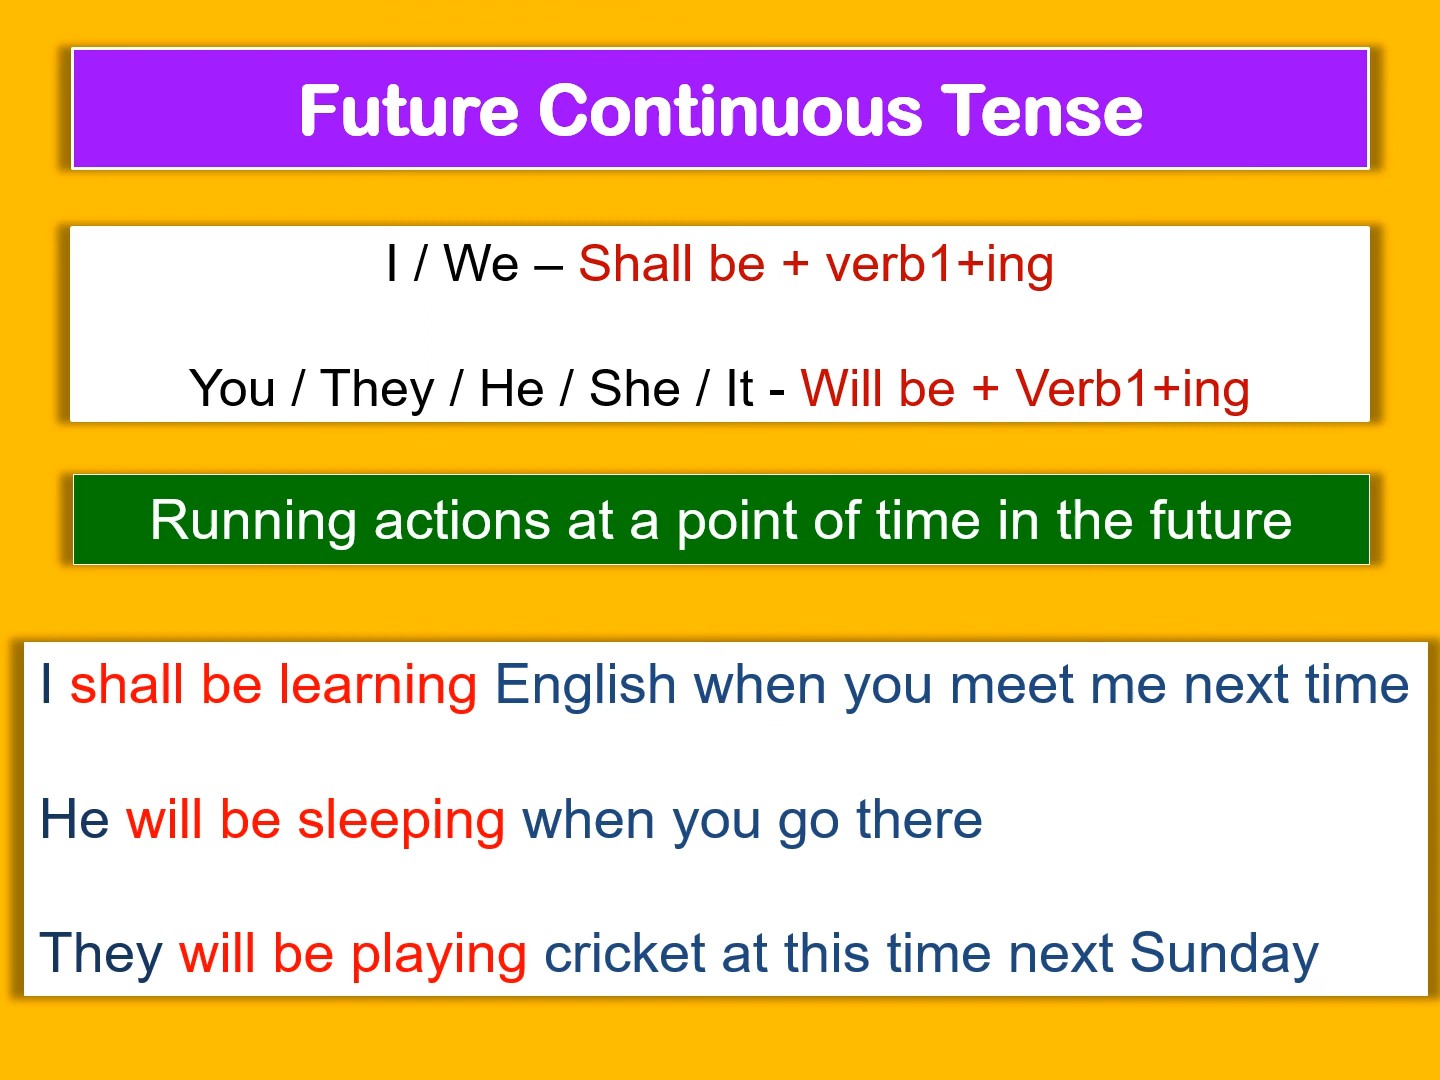 Future Continuous Tense
I / We – Shall be + verb1+ing
You / They / He / She / It - Will be + Verb1+ing
Running actions at a point of time in the future
I shall be learning English when you meet me next time
He will be sleeping when you go there
They will be playing cricket at this time next Sunday